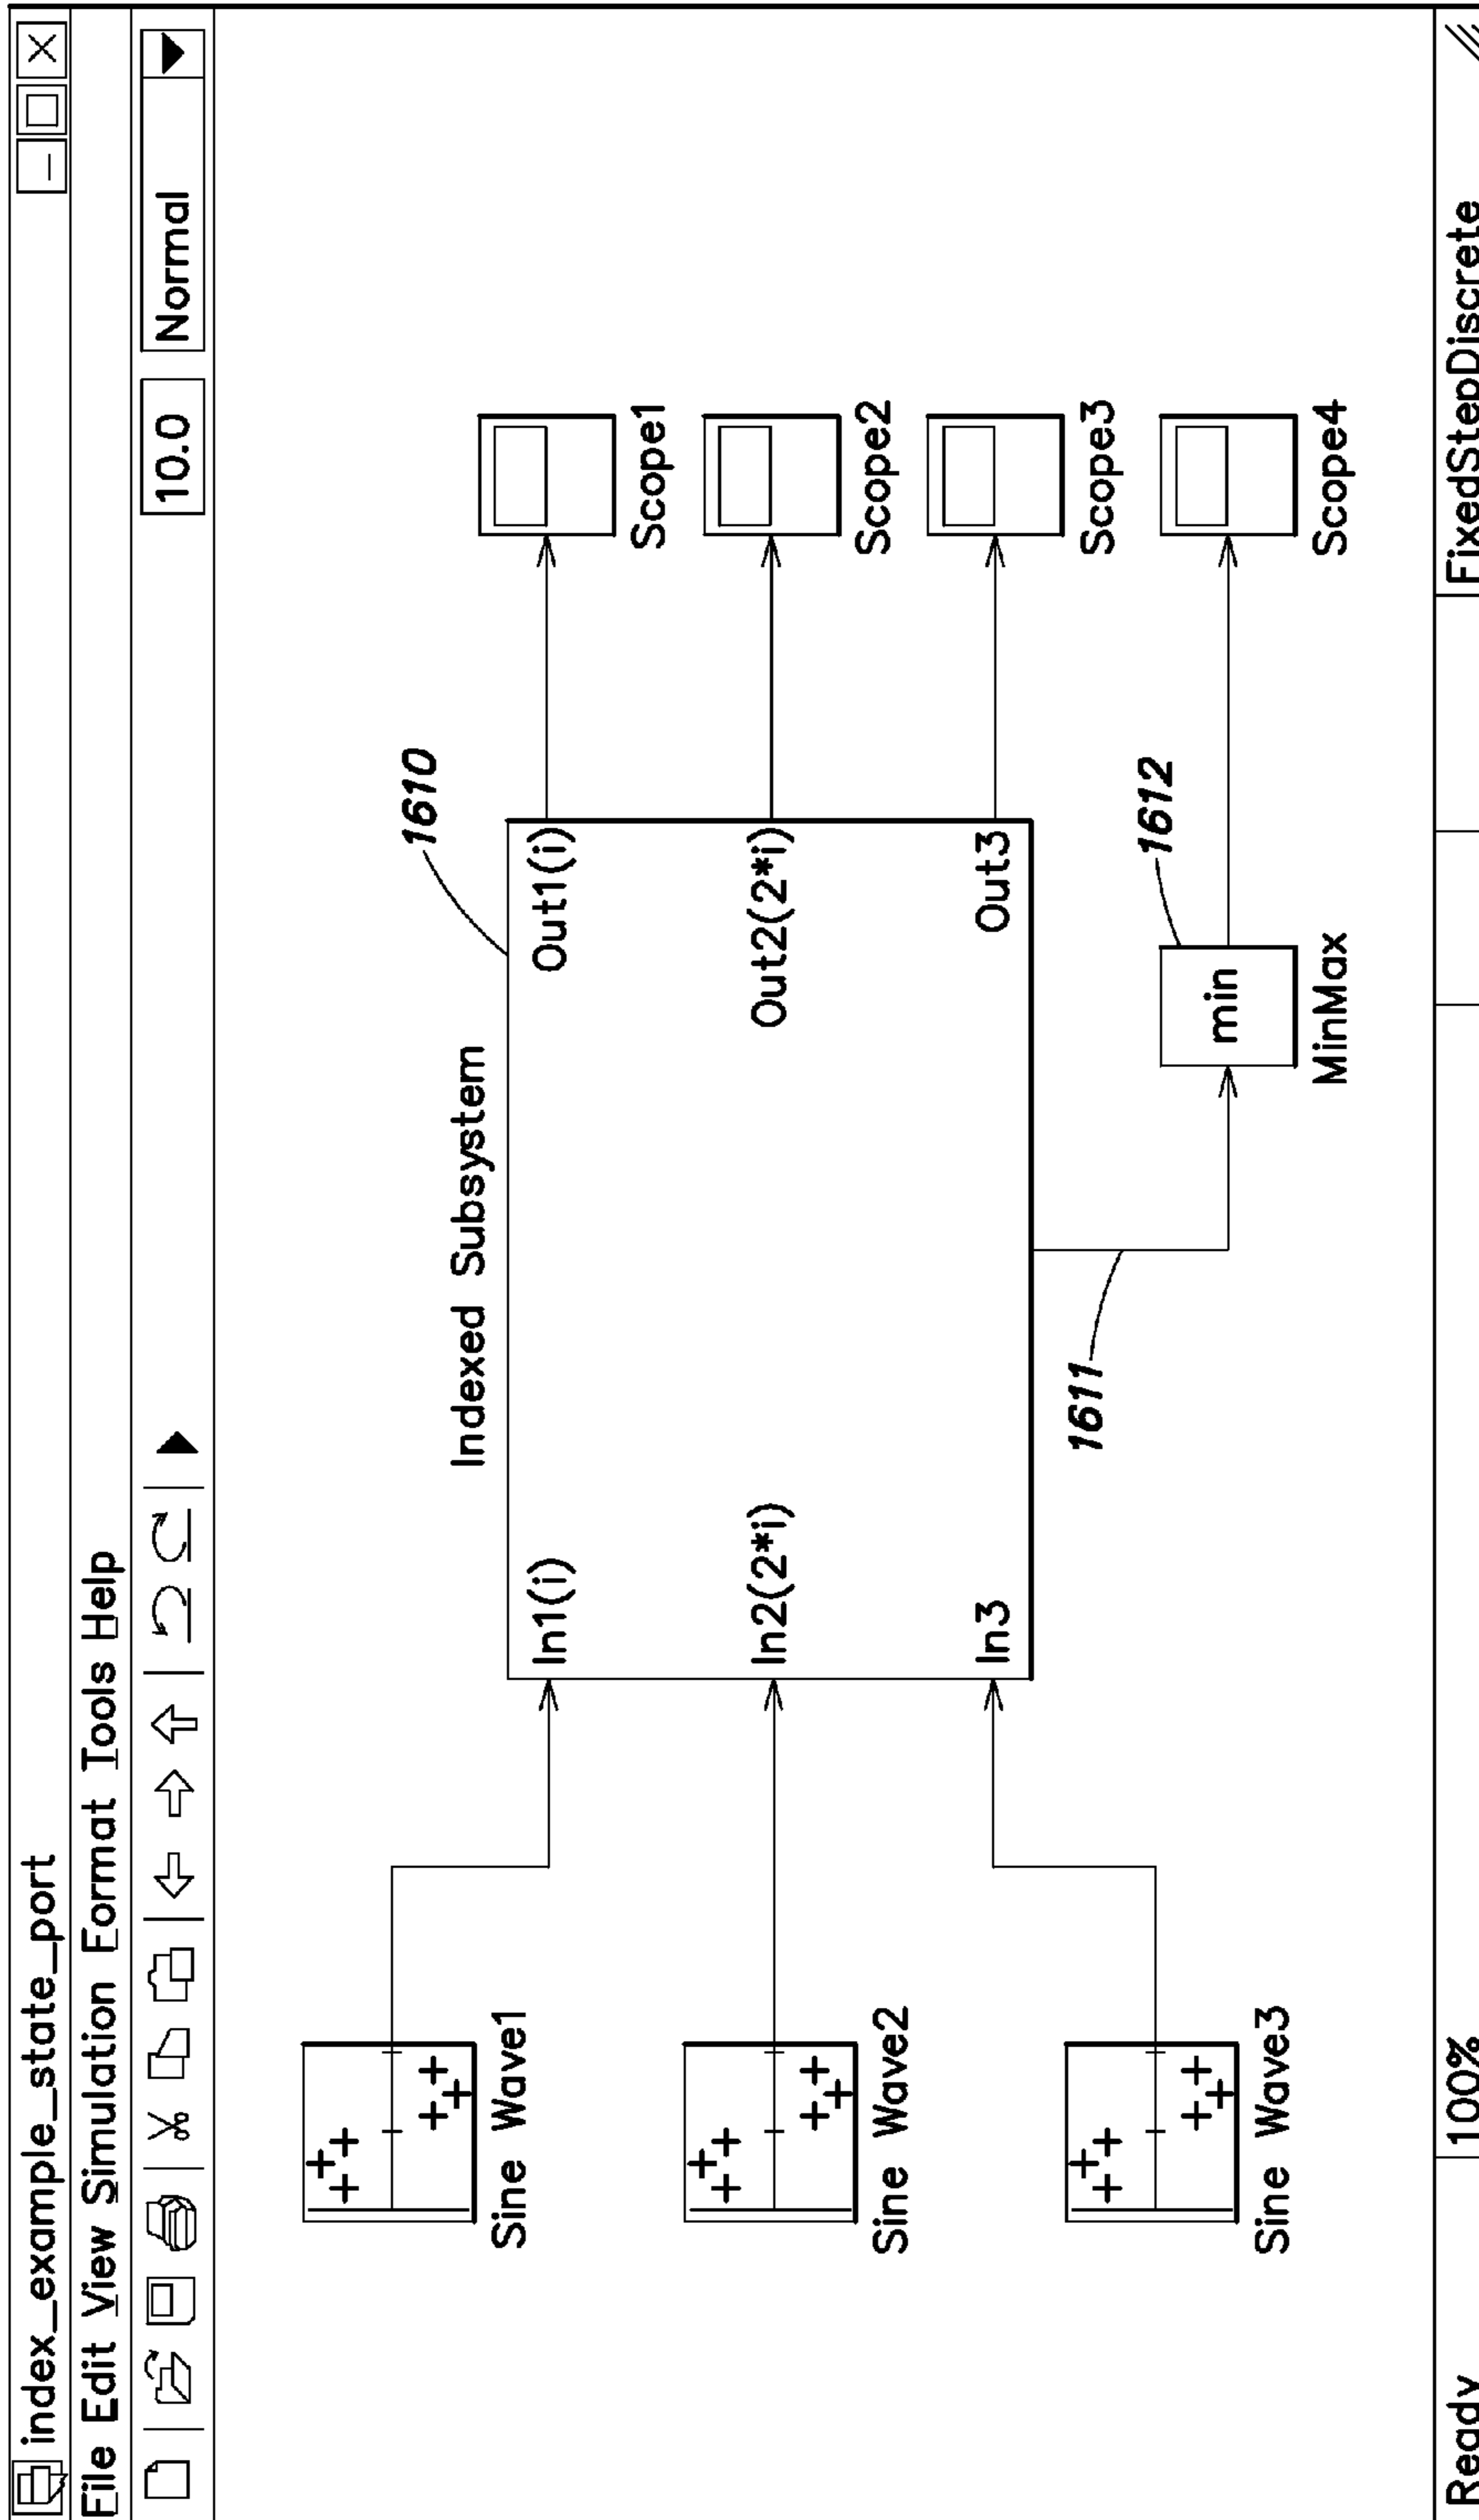 index_example_state_port
File Edit View Simulation Format Tools Help
10.0 Normal
1610
Indexed Subsystem
Sine Wave1
In1(i)
Out1(i)
Scope1
Sine Wave2
In2(2*i)
Out2(2*i)
Scope2
Sine Wave3
In3
Out3
Scope3
1611
1612
min
MinMax
Scope4
Ready 100% FixedStepDiscrete